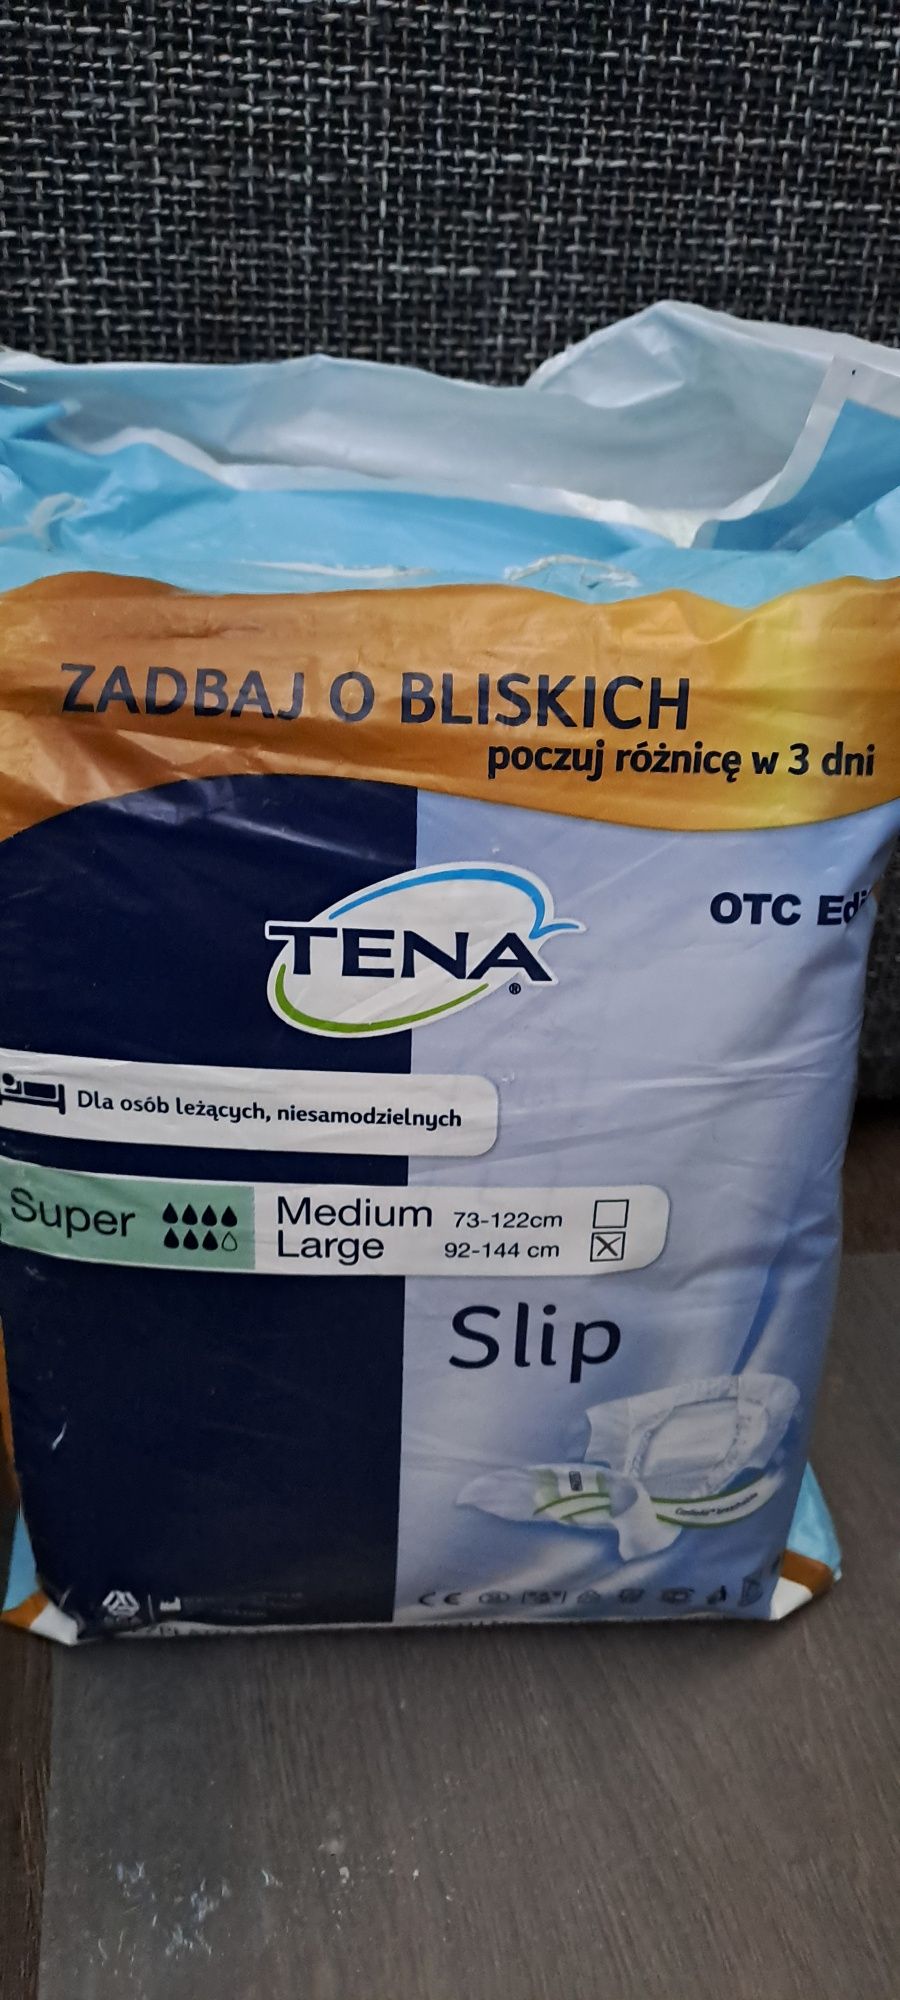 ZADBAJ O BLISKICH
poczuj różnicę w 3 dni
OTC
TENA®
Dla osób leżących, niesamodzielnych
Super
Medium 73-122cm
Large 92-144 cm
Slip
CE